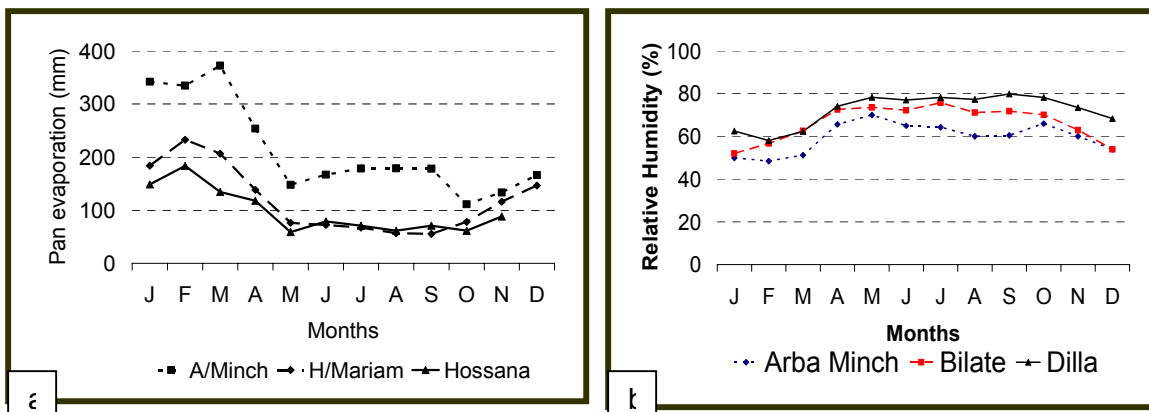 Pan evaporation (mm)
400
300
200
100
0
J F M A M J J A S O N D
Months
A/Minch H/Mariam Hossana
a
Relative Humidity (%)
100
80
60
40
20
0
J F M A M J J A S O N D
Months
Arba Minch Bilate Dilla